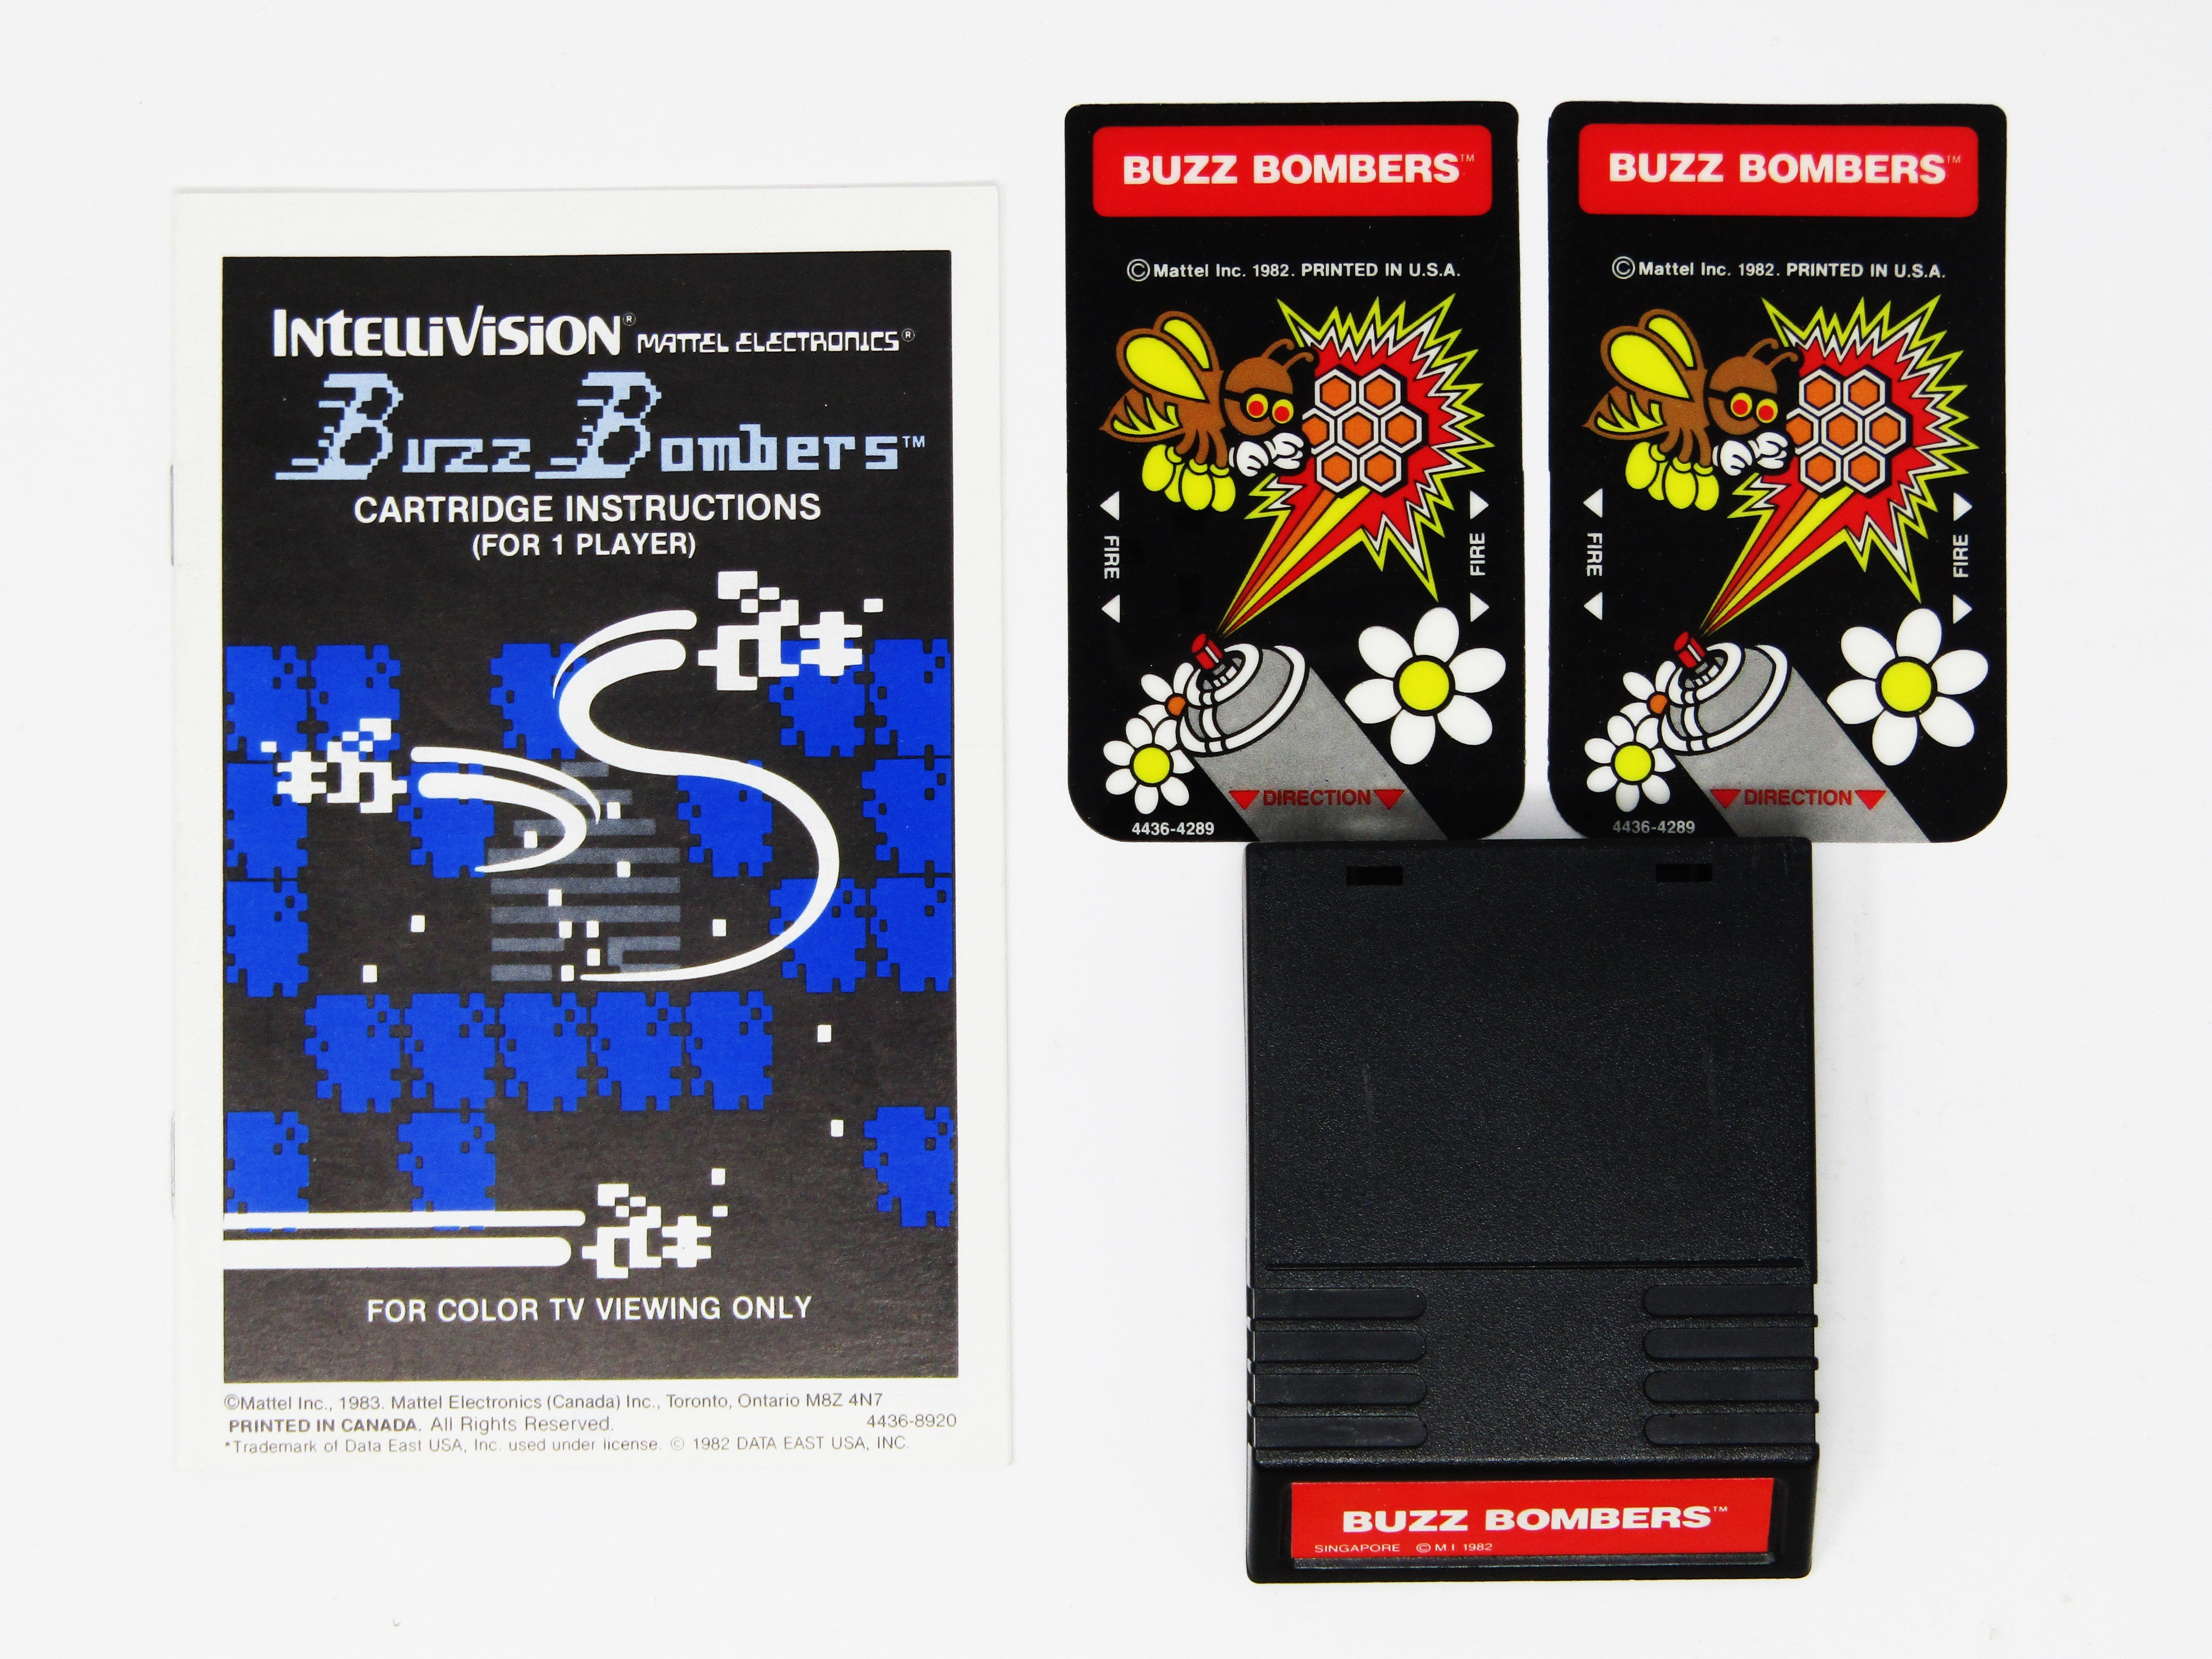 INTELLIVISION® MATTEL ELECTRONICS®
Buzz Bombers™
CARTRIDGE INSTRUCTIONS
(FOR 1 PLAYER)
FOR COLOR TV VIEWING ONLY
©Mattel Inc., 1983. Mattel Electronics (Canada) Inc., Toronto, Ontario M8Z 4N7
PRINTED IN CANADA. All Rights Reserved. 4436-8920
*Trademark of Data East USA, Inc. used under license. © 1982 DATA EAST USA, INC.
BUZZ BOMBERS™
©Mattel Inc. 1982. PRINTED IN U.S.A.
FIRE
FIRE
DIRECTION
4436-4289
BUZZ BOMBERS™
©Mattel Inc. 1982. PRINTED IN U.S.A.
FIRE
FIRE
DIRECTION
4436-4289
BUZZ BOMBERS™
SINGAPORE © M.I. 1982